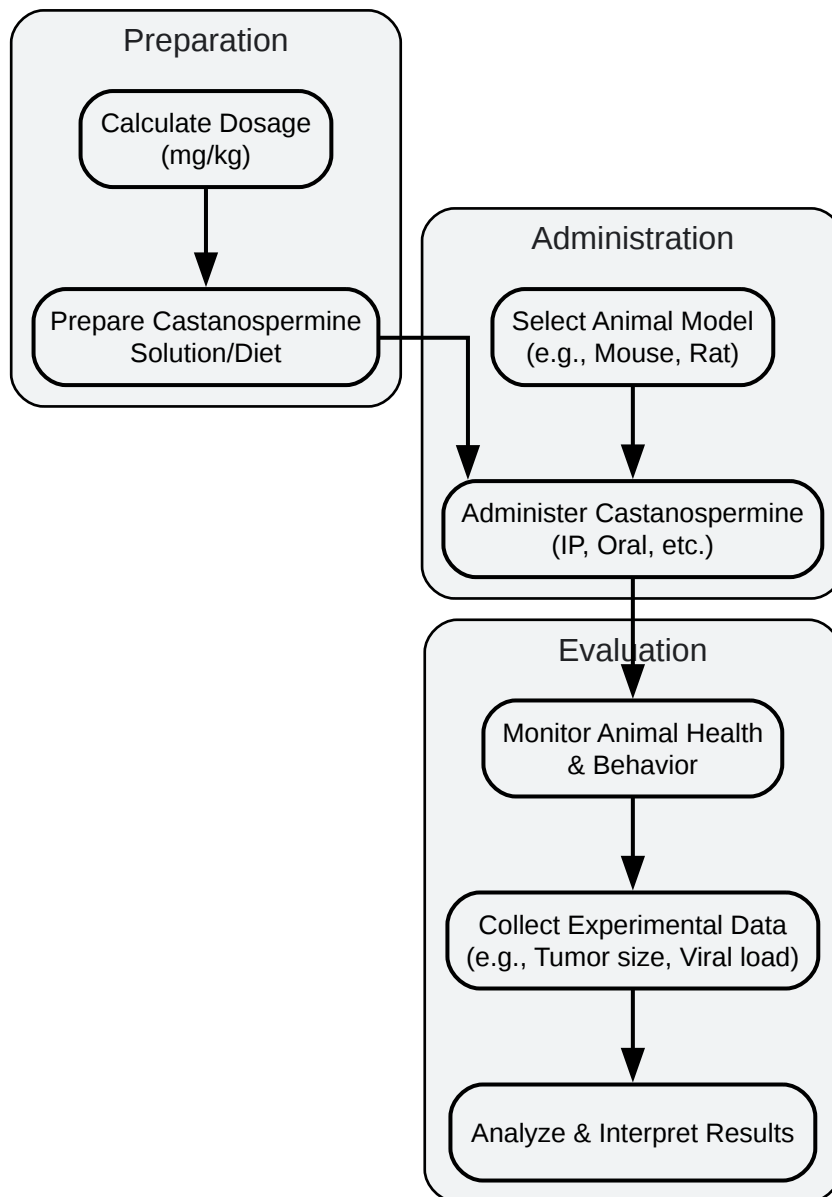 Preparation
Calculate Dosage
(mg/kg)
Prepare Castanospermine
Solution/Diet
Administration
Select Animal Model
(e.g., Mouse, Rat)
Administer Castanospermine
(IP, Oral, etc.)
Evaluation
Monitor Animal Health
& Behavior
Collect Experimental Data
(e.g., Tumor size, Viral load)
Analyze & Interpret Results